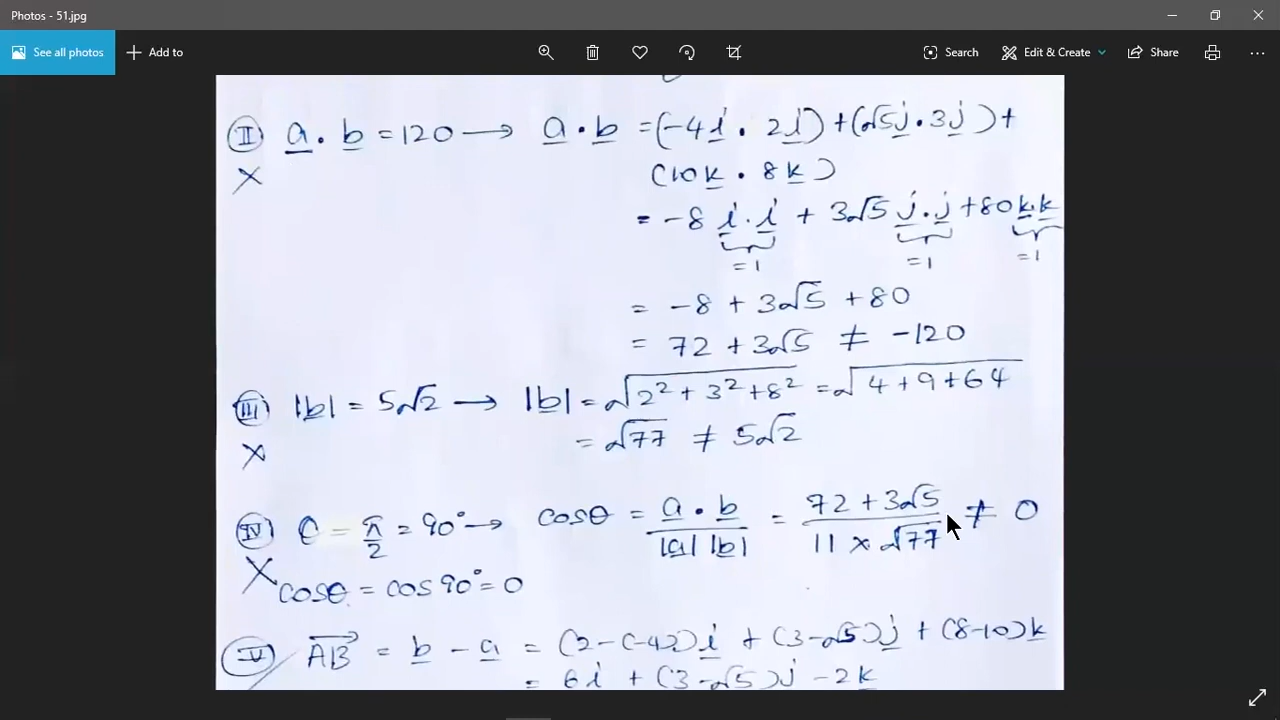 Photos - 51.jpg
See all photos
Add to
Search
Edit & Create
Share
II a . b = 120 → a . b = (-4i . 2i) + (√5j . 3j) +
(10k . 8k)
X
= -8 i . i + 3√5 j . j + 80k.k
=1 =1 =1
= -8 + 3√5 + 80
= 72 + 3√5 ≠ -120
III |b| = 5√2 → |b| = √2² + 3² + 8² = √4 + 9 + 64
= √77 ≠ 5√2
X
IV = π/2 = 90° → cosθ = a . b / |a| |b| = 72 + 3√5 / 11 × √77 ≠ 0
X cosθ = cos 90° = 0
AB = b - a = (2-(-4))i + (3-√5)j + (8-10)k
= 6i + (3-√5)j - 2k